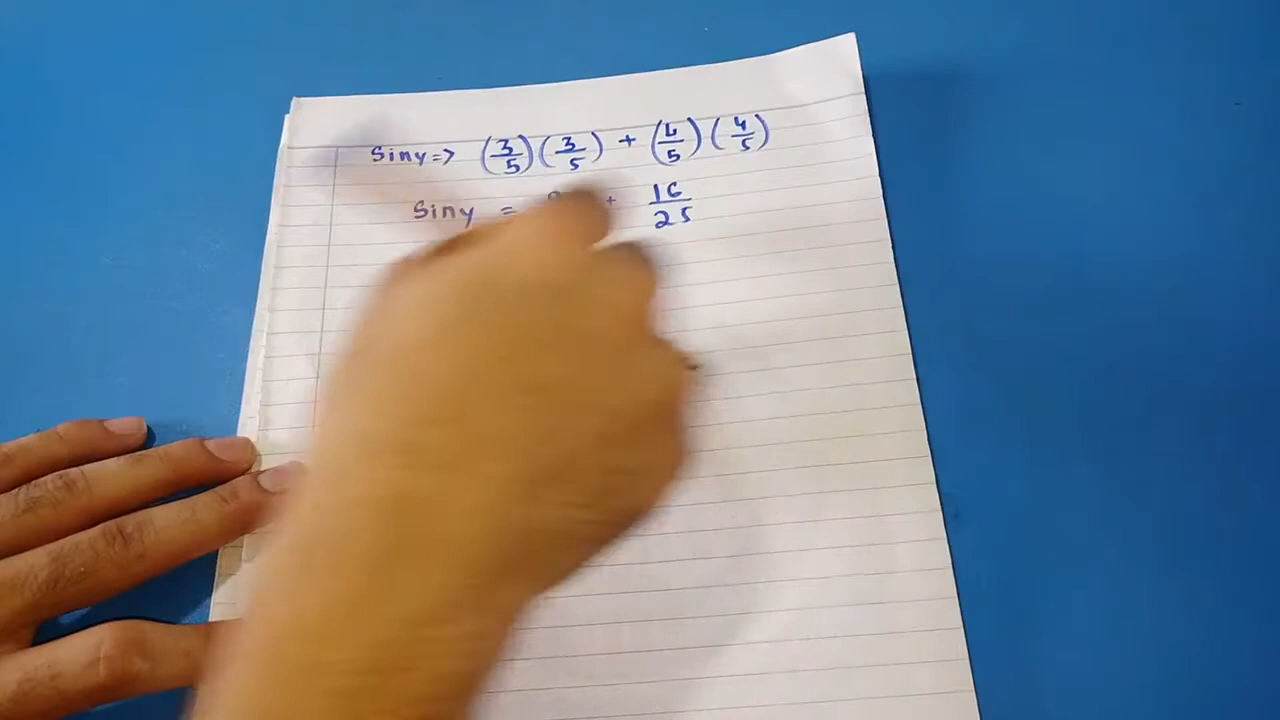 Siny => (3/5)(3/5) + (4/5)(4/5)
Siny = + 16/25